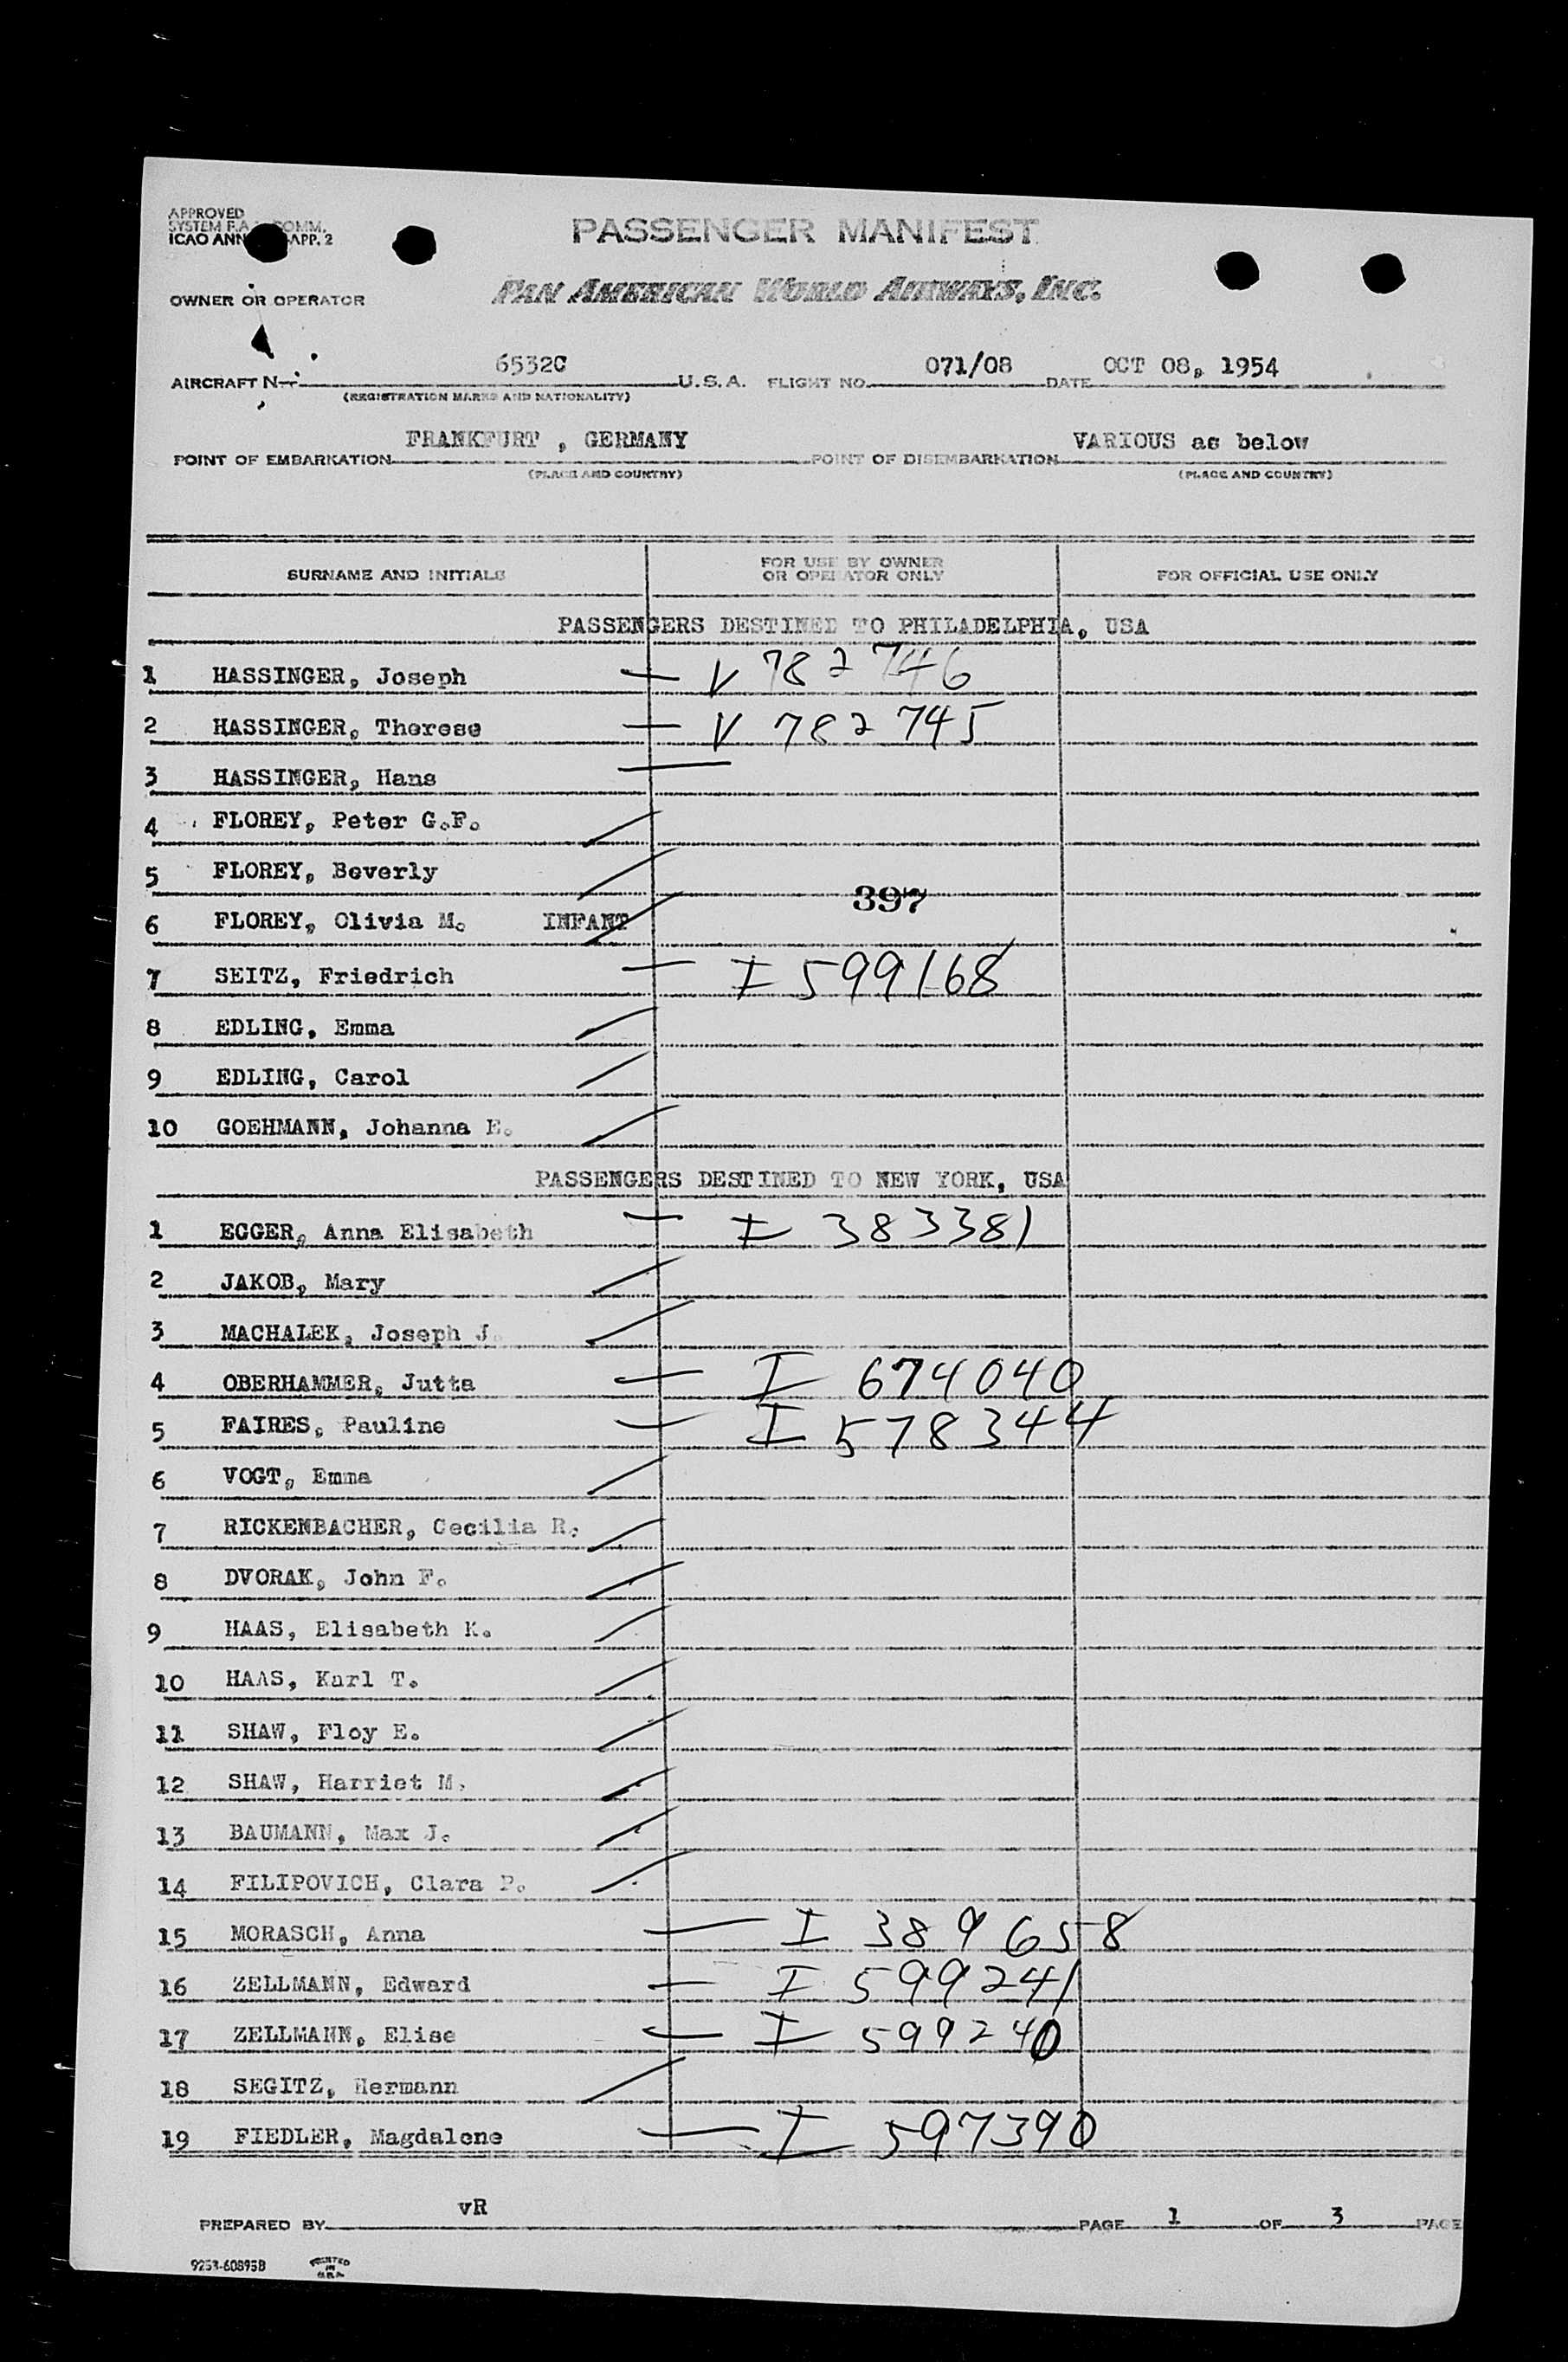 APPROVED
SYSTEM F.A. COMM.
ICAO ANN APP. 2
PASSENGER MANIFEST
PAN AMERICAN WORLD AIRWAYS, INC.
OWNER OR OPERATOR
AIRCRAFT N 6532C U.S.A. FLIGHT NO. 071/08 DATE OCT 08, 1954
(REGISTRATION MARKS AND NATIONALITY)
POINT OF EMBARKATION FRANKFURT , GERMANY POINT OF DISEMBARKATION VARIOUS as below
(PLACE AND COUNTRY) (PLACE AND COUNTRY)
SURNAME AND INITIALS FOR USE BY OWNER OR OPERATOR ONLY FOR OFFICIAL USE ONLY
PASSENGERS DESTINED TO PHILADELPHIA, USA
1 HASSINGER, Joseph — V 782746
2 HASSINGER, Therese — V 782745
3 HASSINGER, Hans —
4 FLOREY, Peter G.F.
5 FLOREY, Beverly
397
6 FLOREY, Olivia M. INFANT
7 SEITZ, Friedrich — I 599168
8 EDLING, Emma
9 EDLING, Carol
10 GOEHMANN, Johanna E.
PASSENGERS DESTINED TO NEW YORK, USA
1 EGGER, Anna Elisabeth — I 383381
2 JAKOB, Mary
3 MACHALEK, Joseph J.
4 OBERHAMMER, Jutta — I 674040
5 FAIRES, Pauline — I 578344
6 VOGT, Emma
7 RICKENBACHER, Cecilia R.
8 DVORAK, John F.
9 HAAS, Elisabeth K.
10 HAAS, Karl T.
11 SHAW, Floy E.
12 SHAW, Harriet M.
13 BAUMANN, Max J.
14 FILIPOVICH, Clara P.
15 MORASCH, Anna — I 389658
16 ZELLMANN, Edward — I 599241
17 ZELLMANN, Elise — I 599240
18 SEGITZ, Hermann
19 FIEDLER, Magdalene — I 597390
PREPARED BY vR PAGE 1 OF 3 PAGE
9253-60895B PRINTED IN U.S.A.